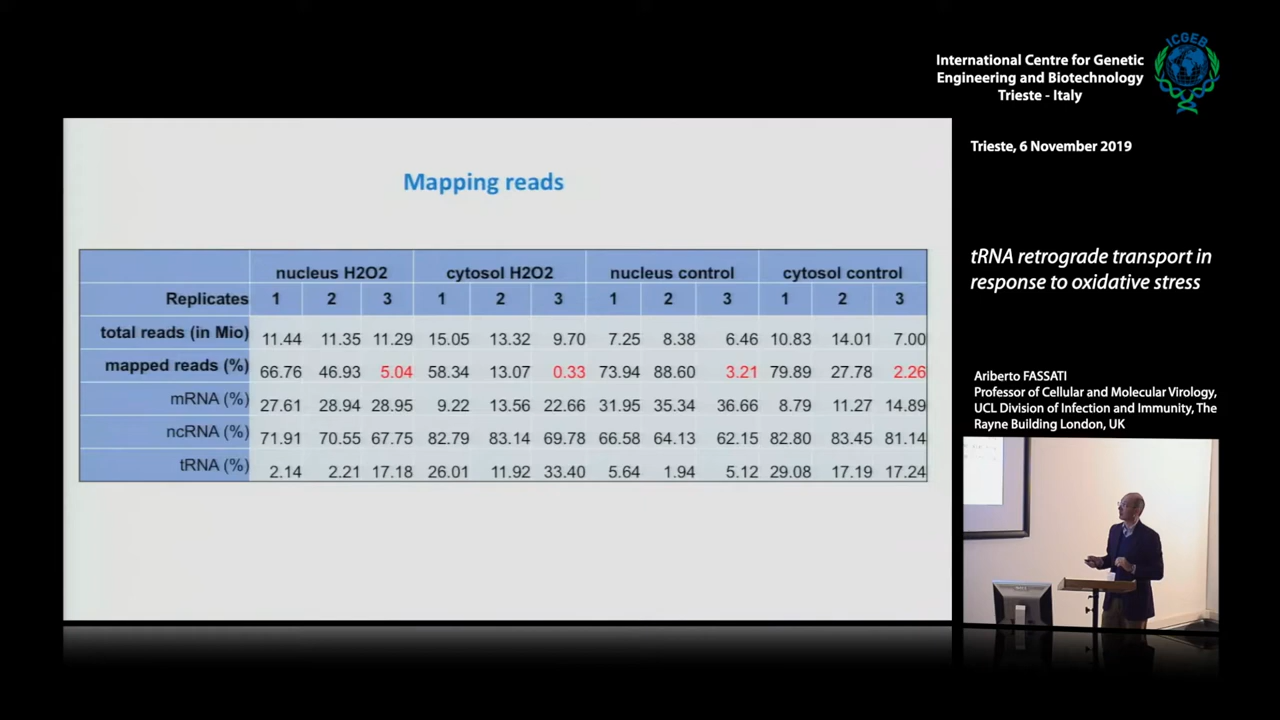 ICGEB
International Centre for Genetic
Engineering and Biotechnology
Trieste - Italy
Trieste, 6 November 2019
tRNA retrograde transport in
response to oxidative stress
Ariberto FASSATI
Professor of Cellular and Molecular Virology,
UCL Division of Infection and Immunity, The
Rayne Building London, UK
Mapping reads
nucleus H2O2 cytosol H2O2 nucleus control cytosol control
Replicates 1 2 3 1 2 3 1 2 3 1 2 3
total reads (in Mio) 11.44 11.35 11.29 15.05 13.32 9.70 7.25 8.38 6.46 10.83 14.01 7.00
mapped reads (%) 66.76 46.93 5.04 58.34 13.07 0.33 73.94 88.60 3.21 79.89 27.78 2.26
mRNA (%) 27.61 28.94 28.95 9.22 13.56 22.66 31.95 35.34 36.66 8.79 11.27 14.89
ncRNA (%) 71.91 70.55 67.75 82.79 83.14 69.78 66.58 64.13 62.15 82.80 83.45 81.14
tRNA (%) 2.14 2.21 17.18 26.01 11.92 33.40 5.64 1.94 5.12 29.08 17.19 17.24